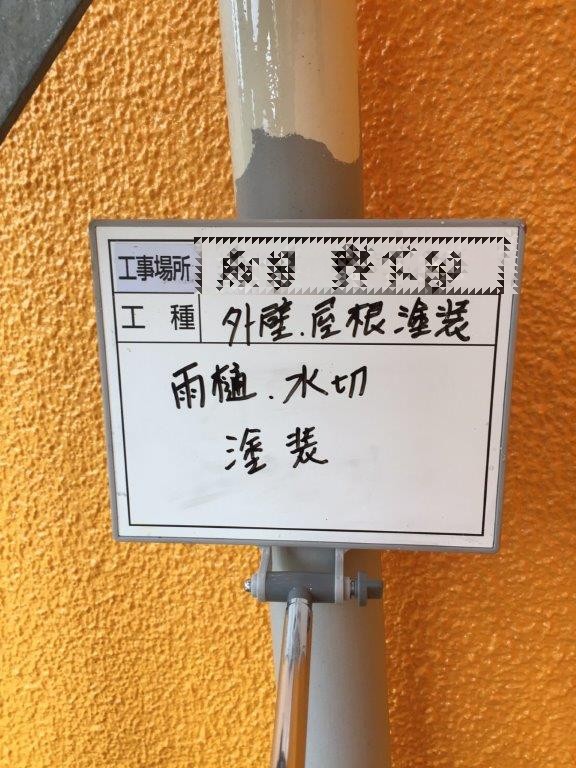 工事場所
工種 外壁.屋根塗装
雨樋.水切
塗装